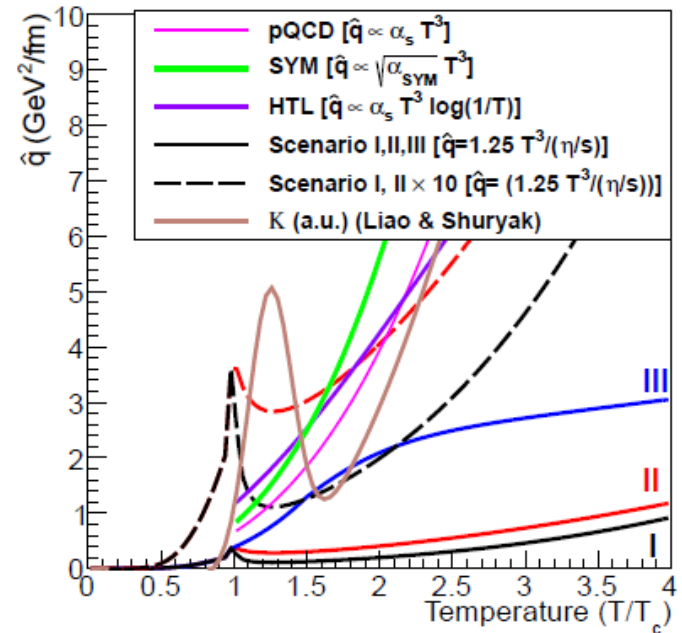 10
9
8
7
6
5
4
3
2
1
0
q̂ (GeV²/fm)
pQCD [q̂ ∝ αₛ T³]
SYM [q̂ ∝ √α_SYM T³]
HTL [q̂ ∝ αₛ T³ log(1/T)]
Scenario I,II,III [q̂=1.25 T³/(η/s)]
Scenario I, II × 10 [q̂= (1.25 T³/(η/s))]
K (a.u.) (Liao & Shuryak)
III
II
I
0 0.5 1 1.5 2 2.5 3 3.5 4
Temperature (T/T_c)